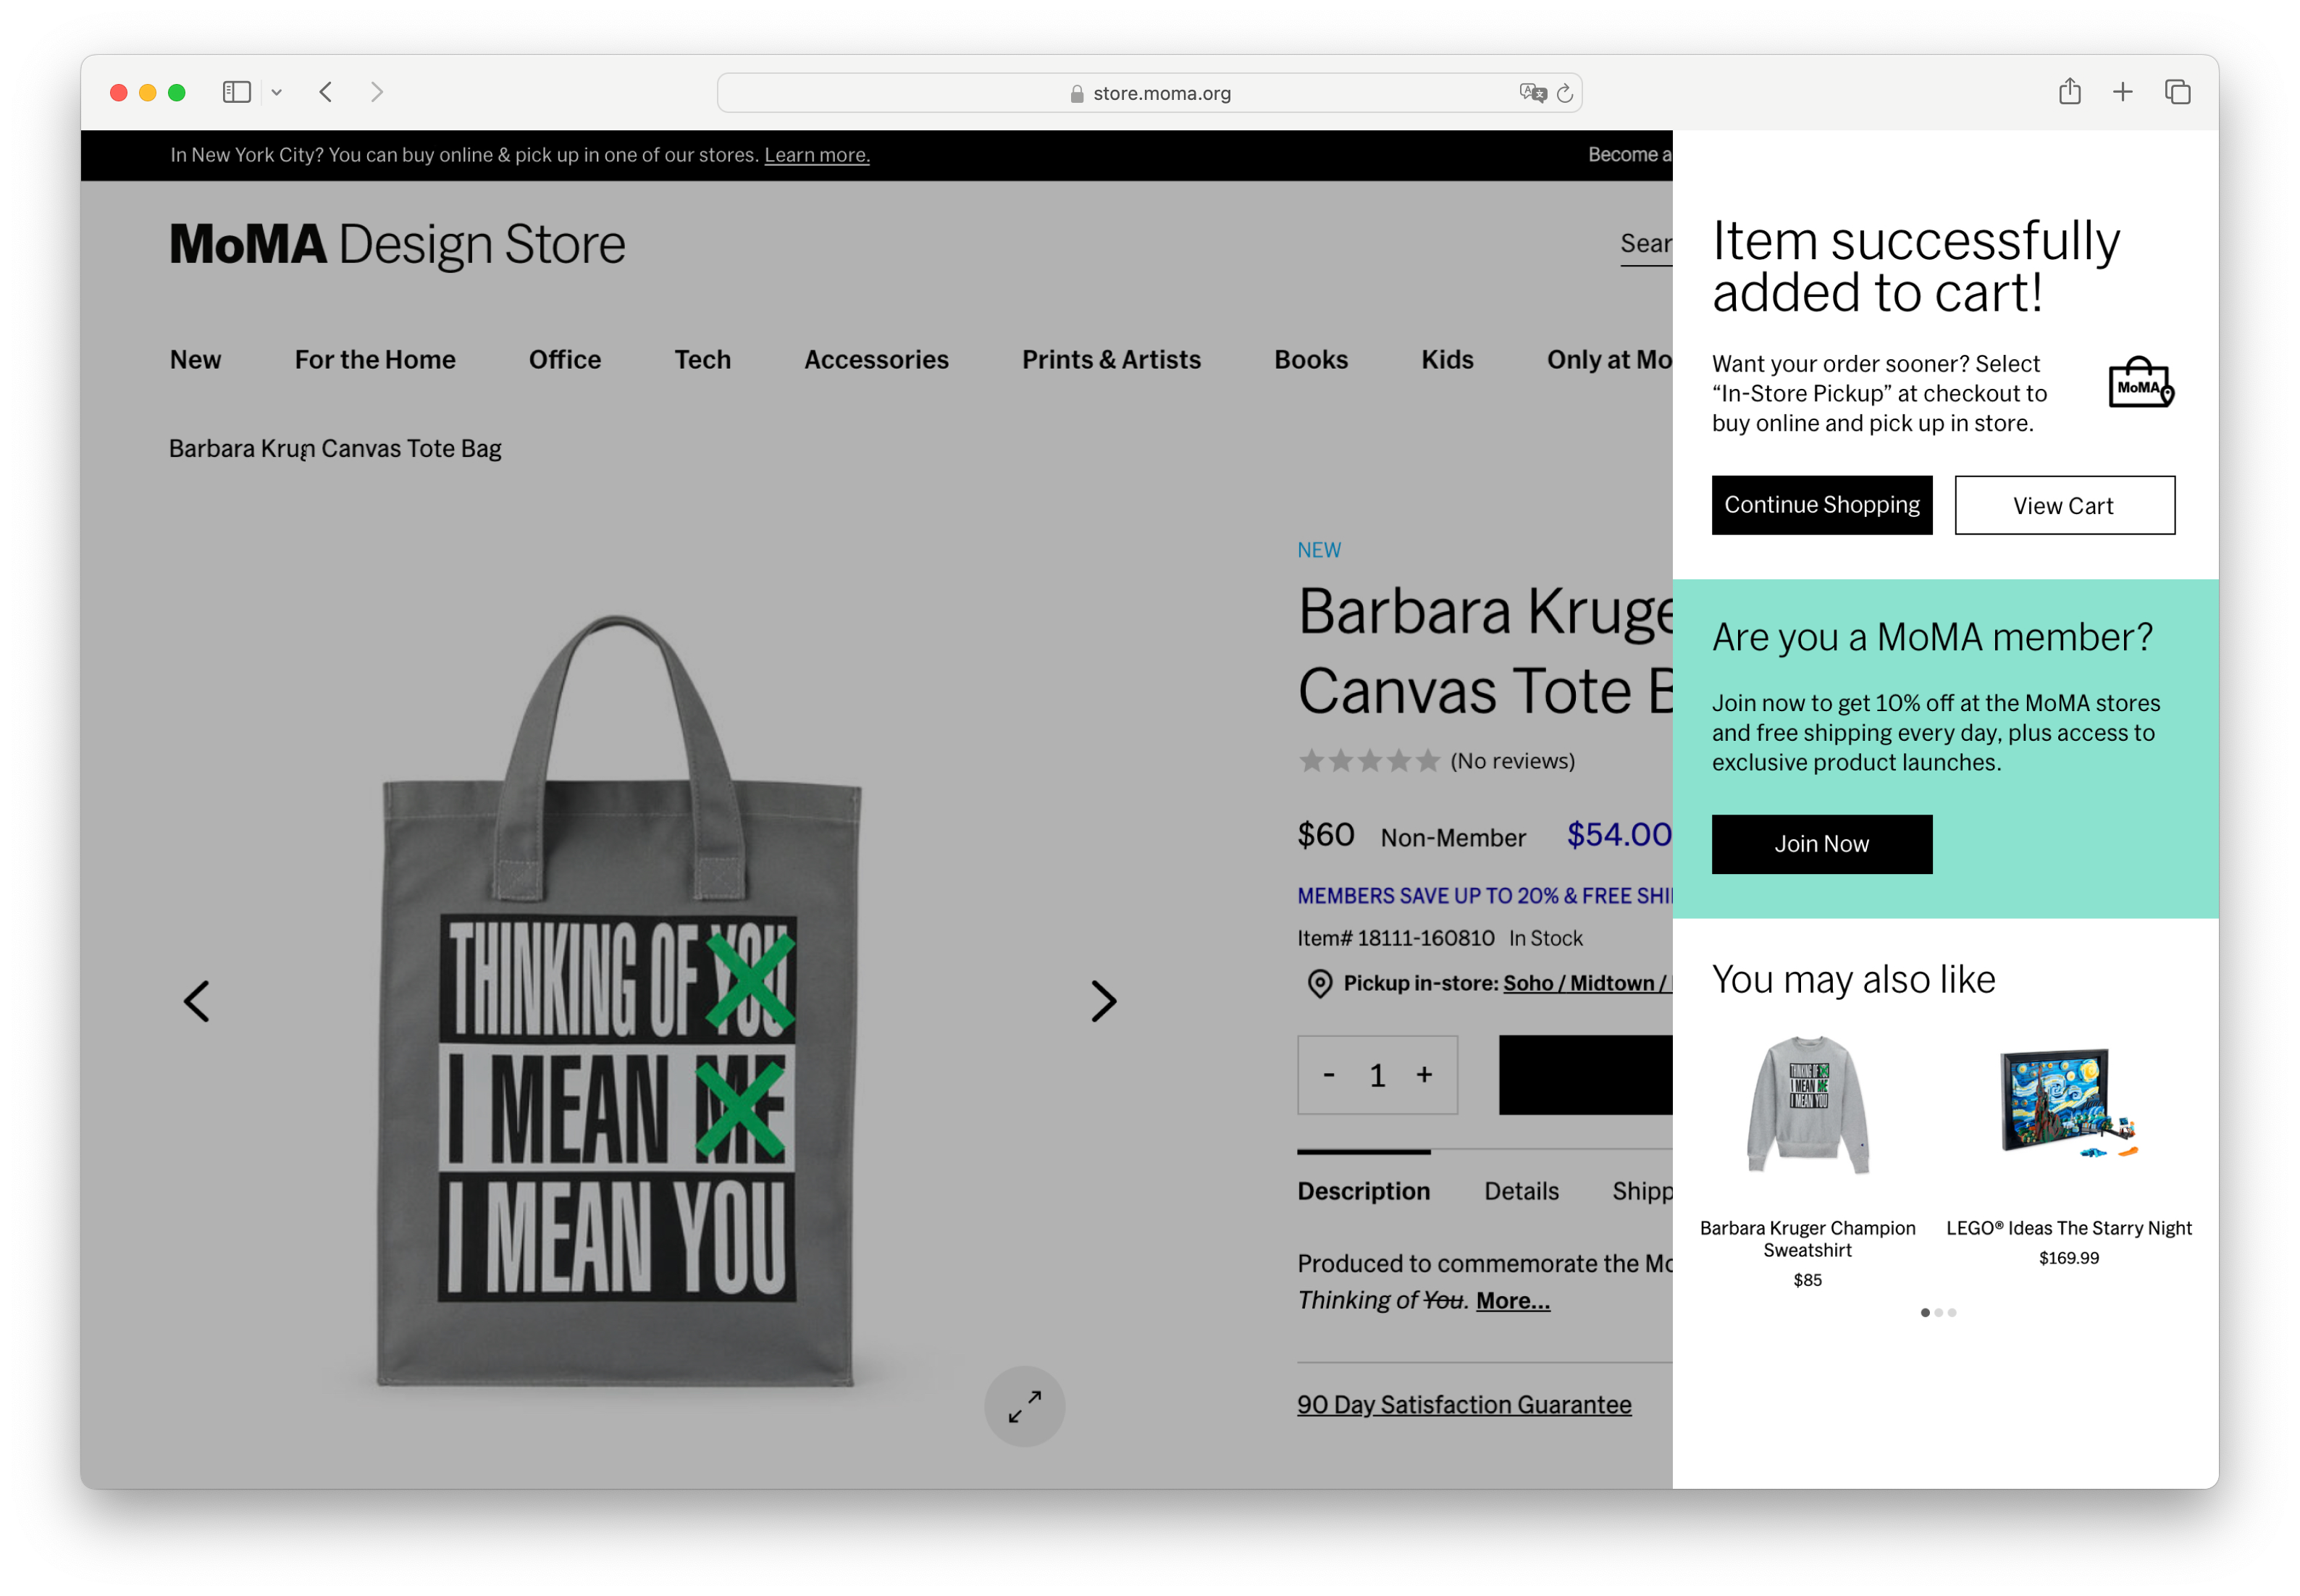 store.moma.org
In New York City? You can buy online & pick up in one of our stores. Learn more.
Become a
MoMA Design Store
Sear
New For the Home Office Tech Accessories Prints & Artists Books Kids Only at Mo
Barbara Krun Canvas Tote Bag
NEW
Barbara Kruge
Canvas Tote B
(No reviews)
$60 Non-Member $54.00
MEMBERS SAVE UP TO 20% & FREE SHI
Item# 18111-160810 In Stock
Pickup in-store: Soho / Midtown /
- 1 +
Description Details Shipp
Produced to commemorate the Mo
Thinking of You. More...
90 Day Satisfaction Guarantee
THINKING OF YOU
I MEAN ME
I MEAN YOU
Item successfully
added to cart!
Want your order sooner? Select
“In-Store Pickup” at checkout to
buy online and pick up in store.
MoMA
Continue Shopping
View Cart
Are you a MoMA member?
Join now to get 10% off at the MoMA stores
and free shipping every day, plus access to
exclusive product launches.
Join Now
You may also like
THINKING OF YOU
I MEAN ME
I MEAN YOU
Barbara Kruger Champion
Sweatshirt
$85
LEGO® Ideas The Starry Night
$169.99